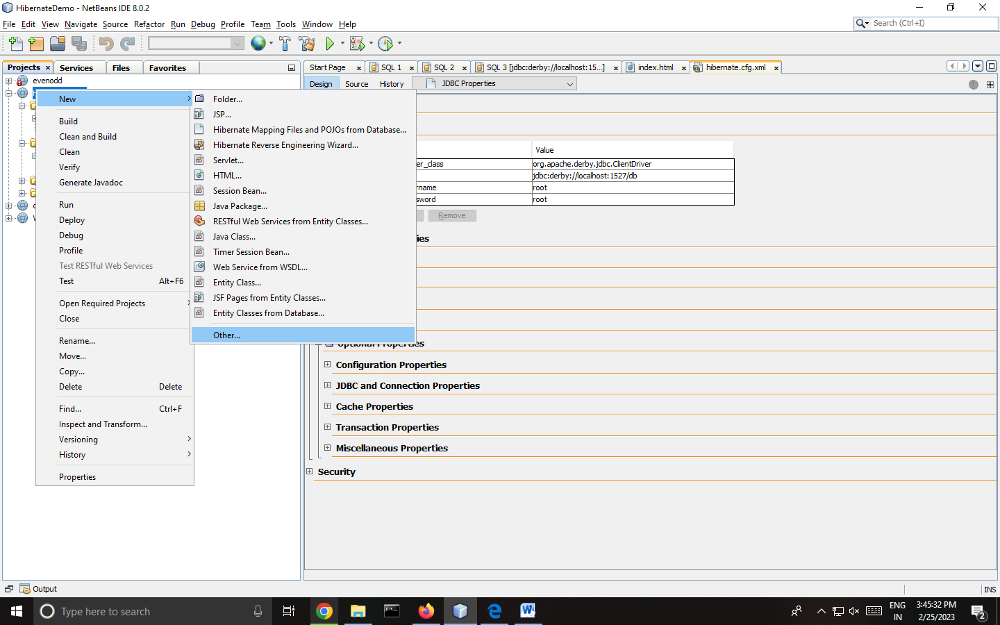 HibernateDemo - NetBeans IDE 8.0.2
File Edit View Navigate Source Refactor Run Debug Profile Team Tools Window Help
Search (Ctrl+I)
Projects Services Files Favorites
Start Page SQL 1 SQL 2 SQL 3 [jdbc:derby://localhost:15...] index.html hibernate.cfg.xml
Design Source History JDBC Properties
evenodd
New
Build
Clean and Build
Clean
Verify
Generate Javadoc
Run
Deploy
Debug
Profile
Test RESTful Web Services
Test Alt+F6
Open Required Projects
Close
Rename...
Move...
Copy...
Delete Delete
Find... Ctrl+F
Inspect and Transform...
Versioning
History
Properties
Folder...
JSP...
Hibernate Mapping Files and POJOs from Database...
Hibernate Reverse Engineering Wizard...
Servlet...
HTML...
Session Bean...
Java Package...
RESTful Web Services from Entity Classes...
Java Class...
Timer Session Bean...
Web Service from WSDL...
Entity Class...
JSF Pages from Entity Classes...
Entity Classes from Database...
Other...
Value
er_class org.apache.derby.jdbc.ClientDriver
jdbc:derby://localhost:1527/db
rname root
sword root
Remove
ies
Optional Properties
Configuration Properties
JDBC and Connection Properties
Cache Properties
Transaction Properties
Miscellaneous Properties
Security
Output
INS
Type here to search
ENG
IN
3:45:32 PM
2/25/2023
2